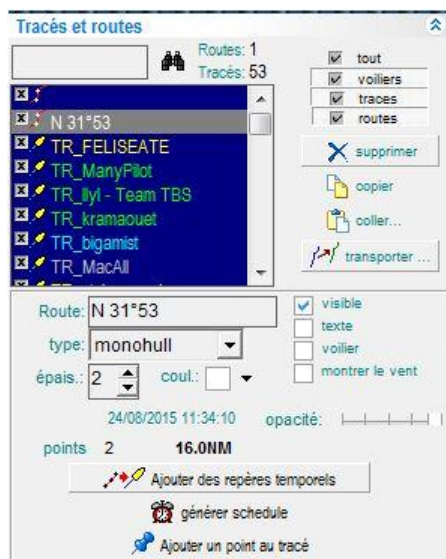 Tracés et routes
Routes: 1
Tracés: 53
tout
voiliers
traces
routes
N 31°53
TR_FELISEATE
TR_ManyPilot
TR_llyl - Team TBS
TR_kramaouet
TR_bigamist
TR_MacAll
supprimer
copier
coller...
transporter ...
Route: N 31°53
visible
texte
voilier
montrer le vent
type: monohull
épais.: 2 coul.:
24/08/2015 11:34:10 opacité:
points 2 16.0NM
Ajouter des repères temporels
générer schedule
Ajouter un point au tracé